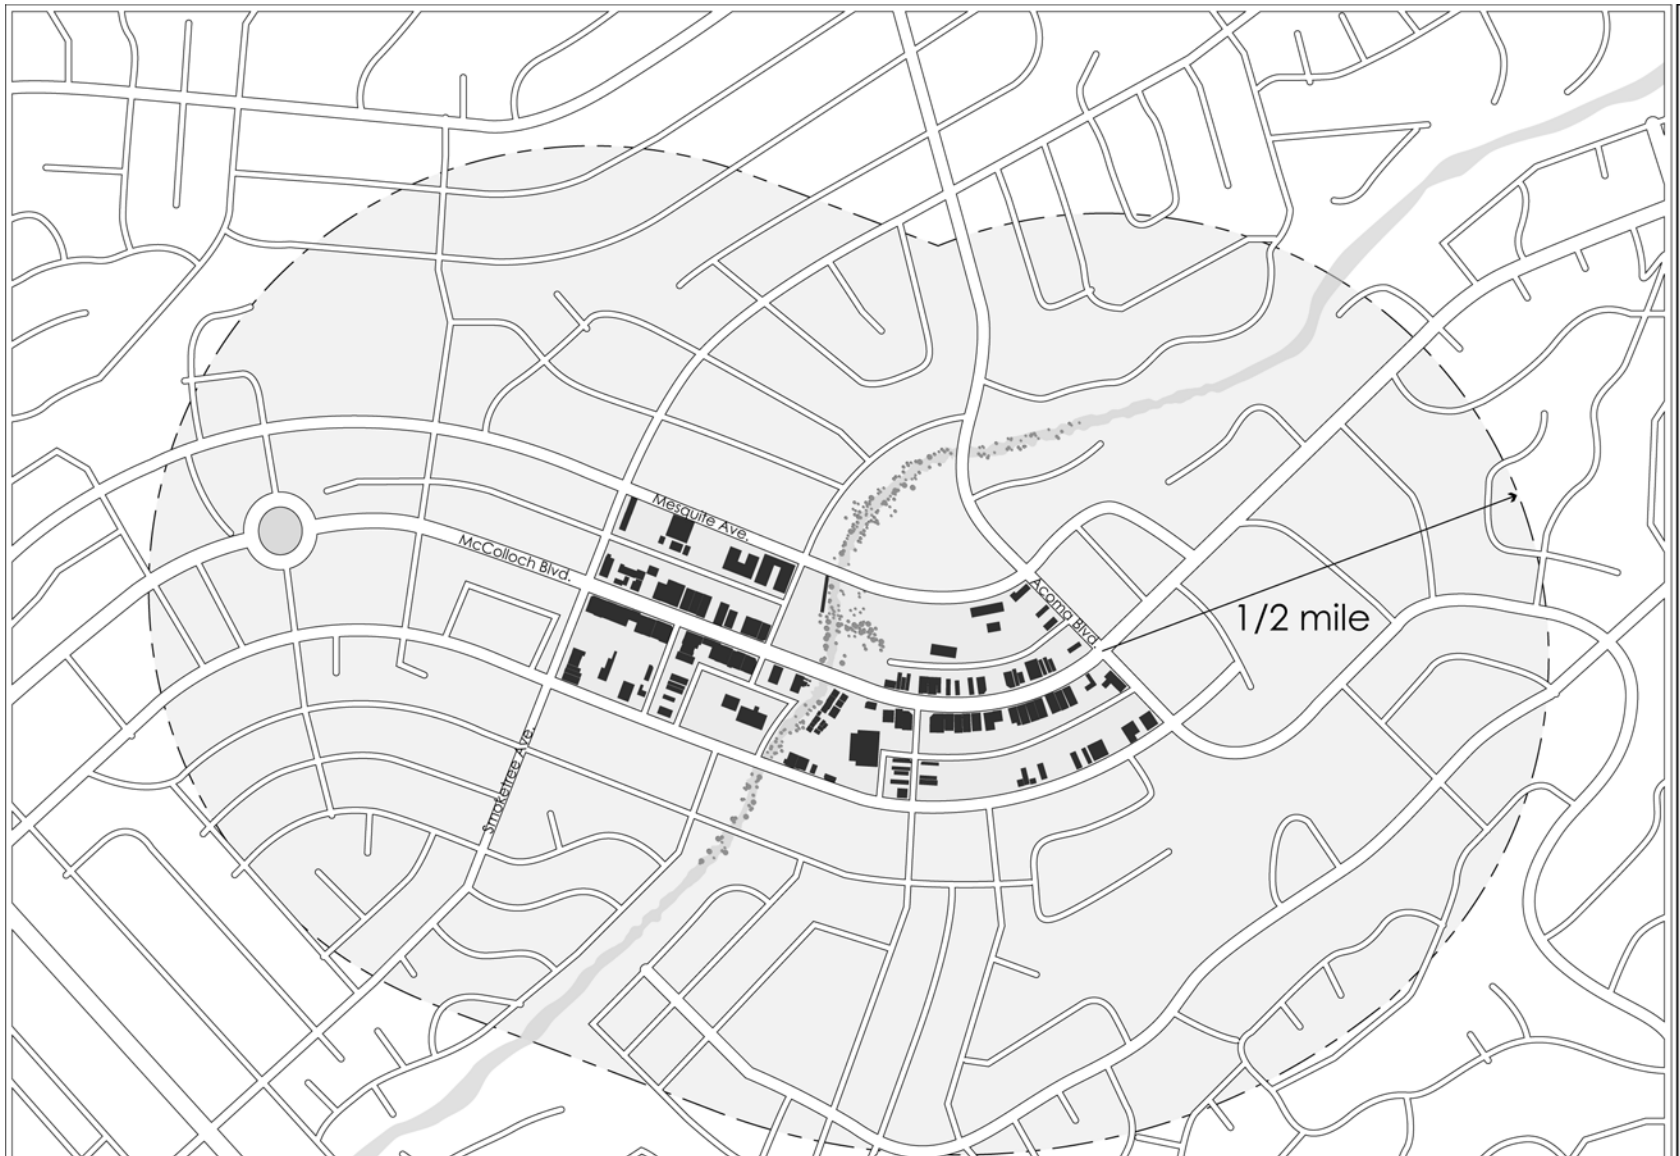 Mesquite Ave.
McColloch Blvd.
Acoma Blvd.
1/2 mile
Smoketree Ave.